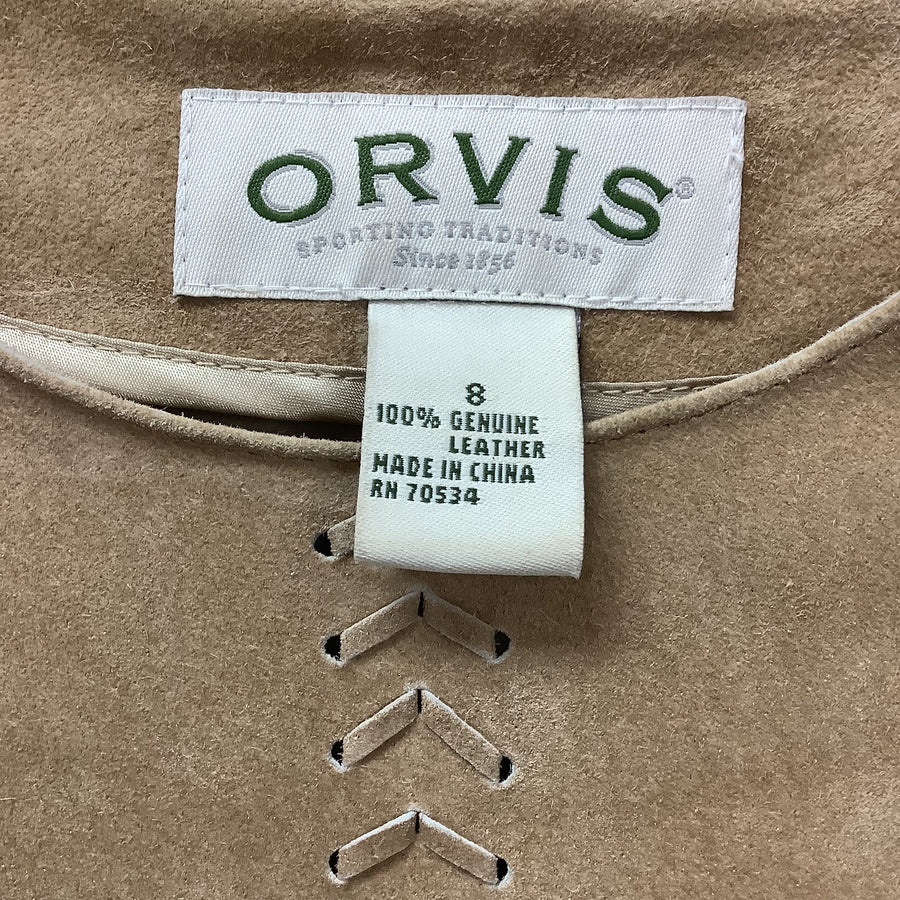 ORVIS®
SPORTING TRADITIONS
Since 1856
8
100% GENUINE
LEATHER
MADE IN CHINA
RN 70534